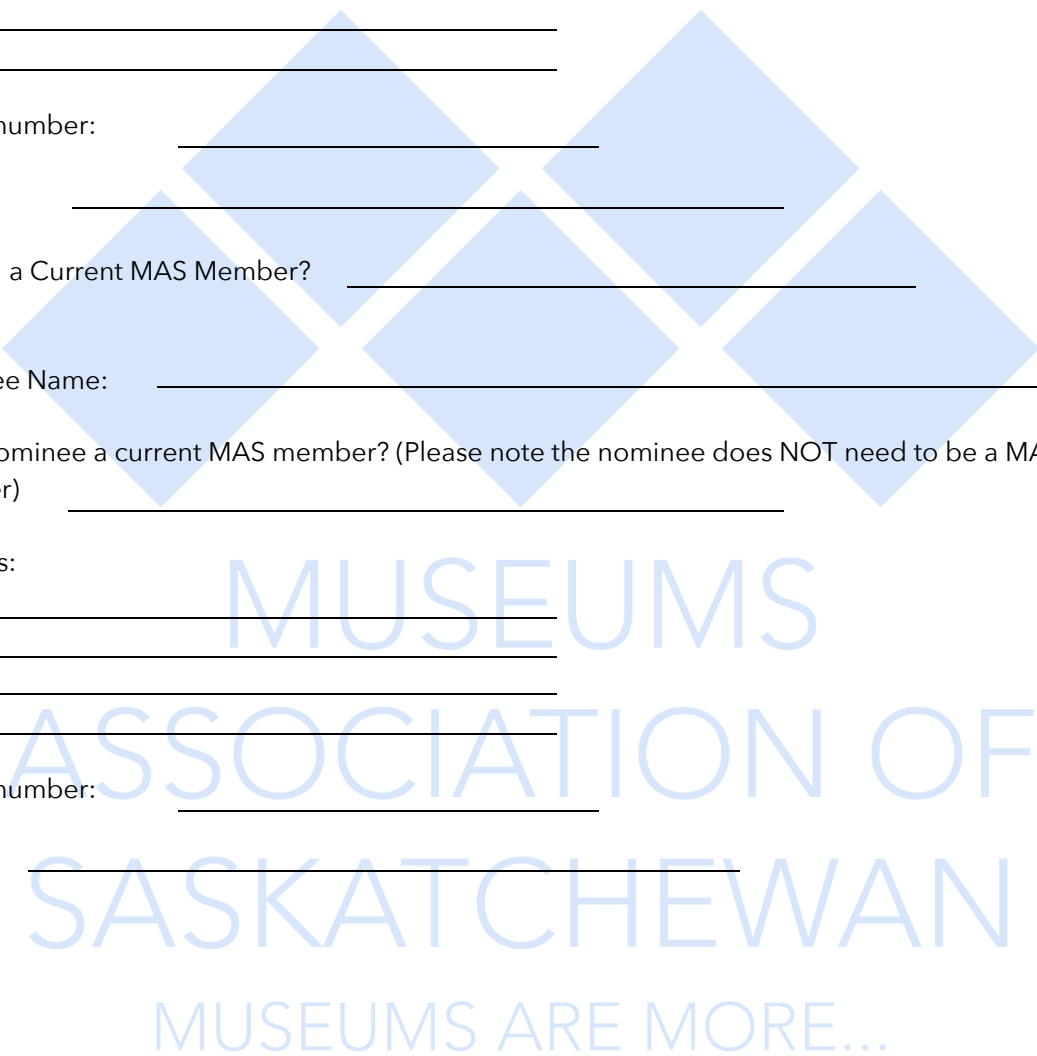 number:
a Current MAS Member?
ee Name:
ominee a current MAS member? (Please note the nominee does NOT need to be a MA
er)
s:
MUSEUMS
ASSOCIATION OF
number:
SASKATCHEWAN
MUSEUMS ARE MORE...